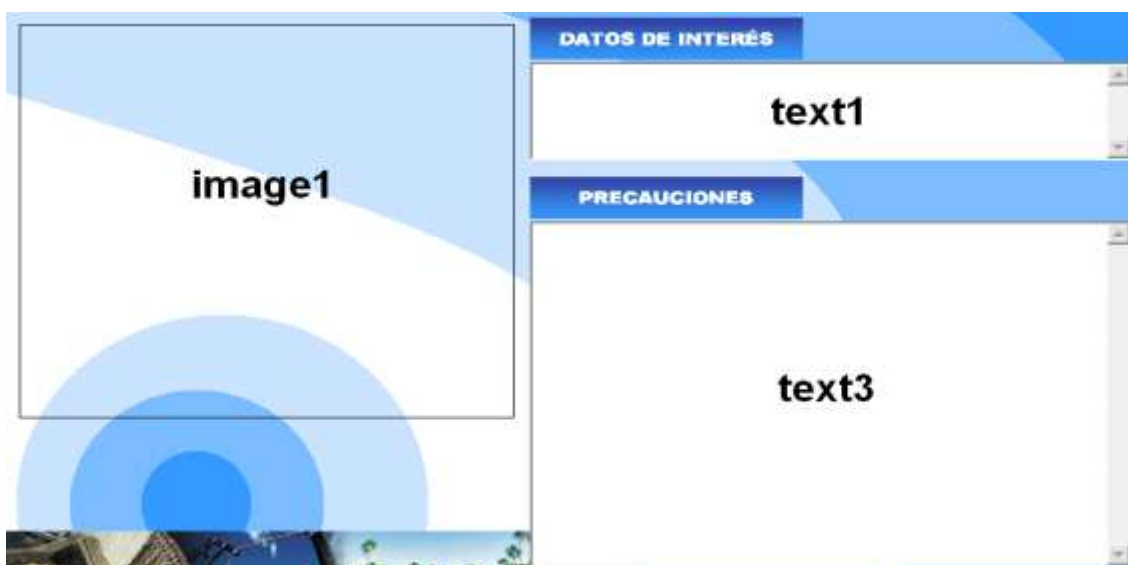 image1
DATOS DE INTERÉS
text1
PRECAUCIONES
text3